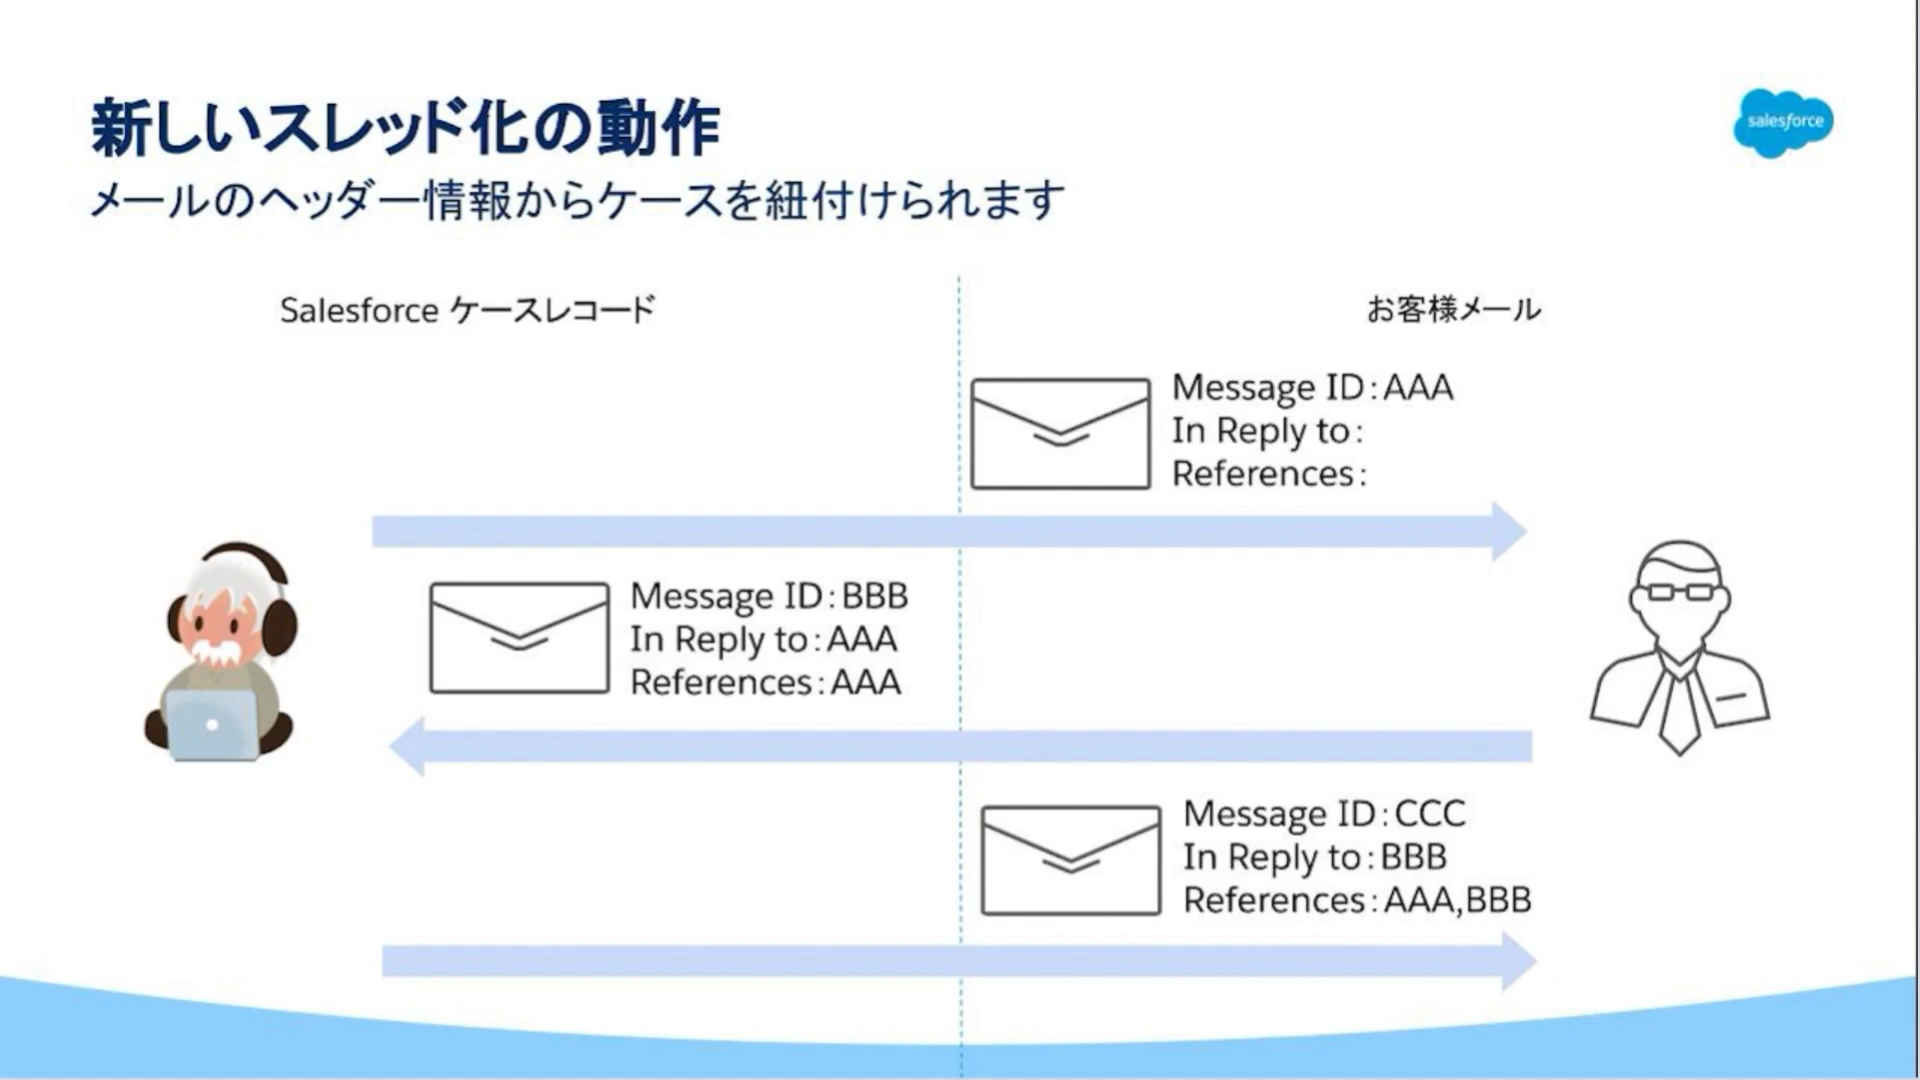 新しいスレッド化の動作
メールのヘッダー情報からケースを紐付けられます
salesforce
Salesforce ケースレコード
お客様メール
Message ID:AAA
In Reply to:
References:
Message ID:BBB
In Reply to:AAA
References:AAA
Message ID:CCC
In Reply to:BBB
References:AAA,BBB